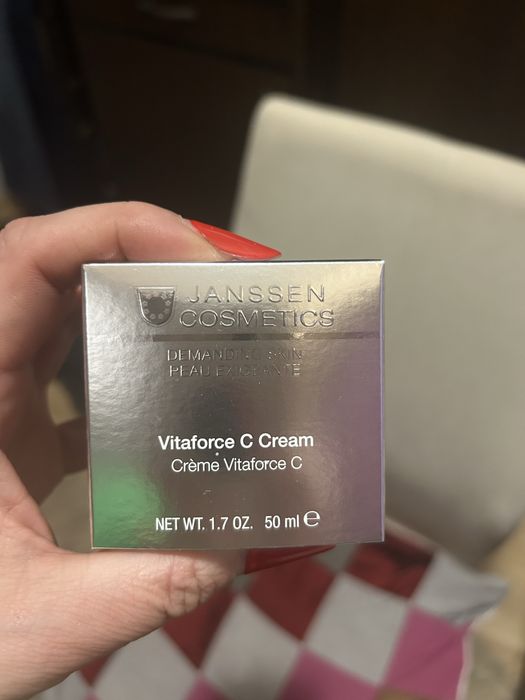 JANSSEN
COSMETICS
DEMANDING SKIN
PEAU EXIGEANTE
Vitaforce C Cream
Crème Vitaforce C
NET WT. 1.7 OZ. 50 ml ℮